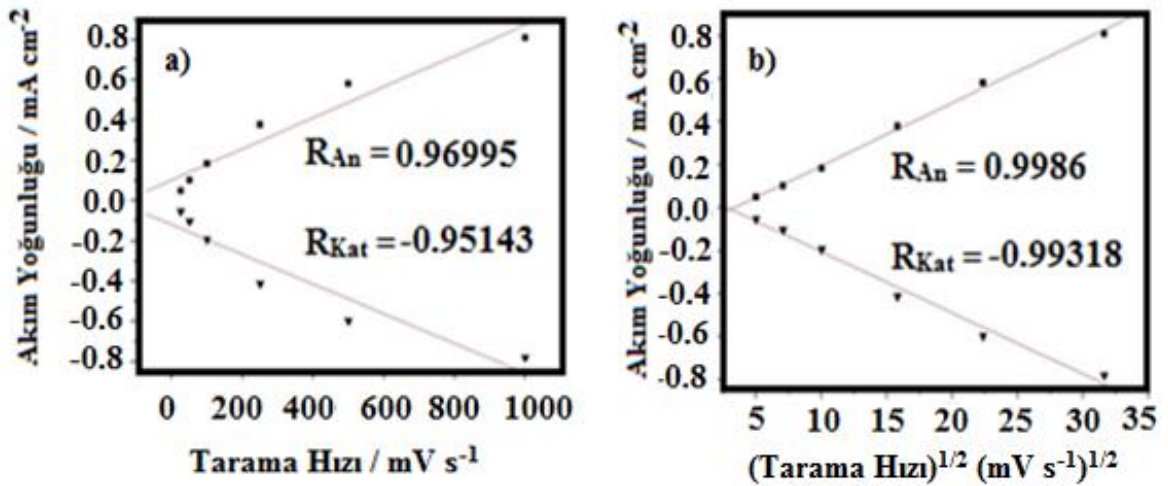 a)
Akım Yoğunluğu / mA cm⁻²
0.8
0.6
0.4
0.2
0.0
-0.2
-0.4
-0.6
-0.8
R_An = 0.96995
R_Kat = -0.95143
0 200 400 600 800 1000
Tarama Hızı / mV s⁻¹
b)
Akım Yoğunluğu / mA cm⁻²
0.8
0.6
0.4
0.2
0.0
-0.2
-0.4
-0.6
-0.8
R_An = 0.9986
R_Kat = -0.99318
5 10 15 20 25 30 35
(Tarama Hızı)¹/² (mV s⁻¹)¹/²